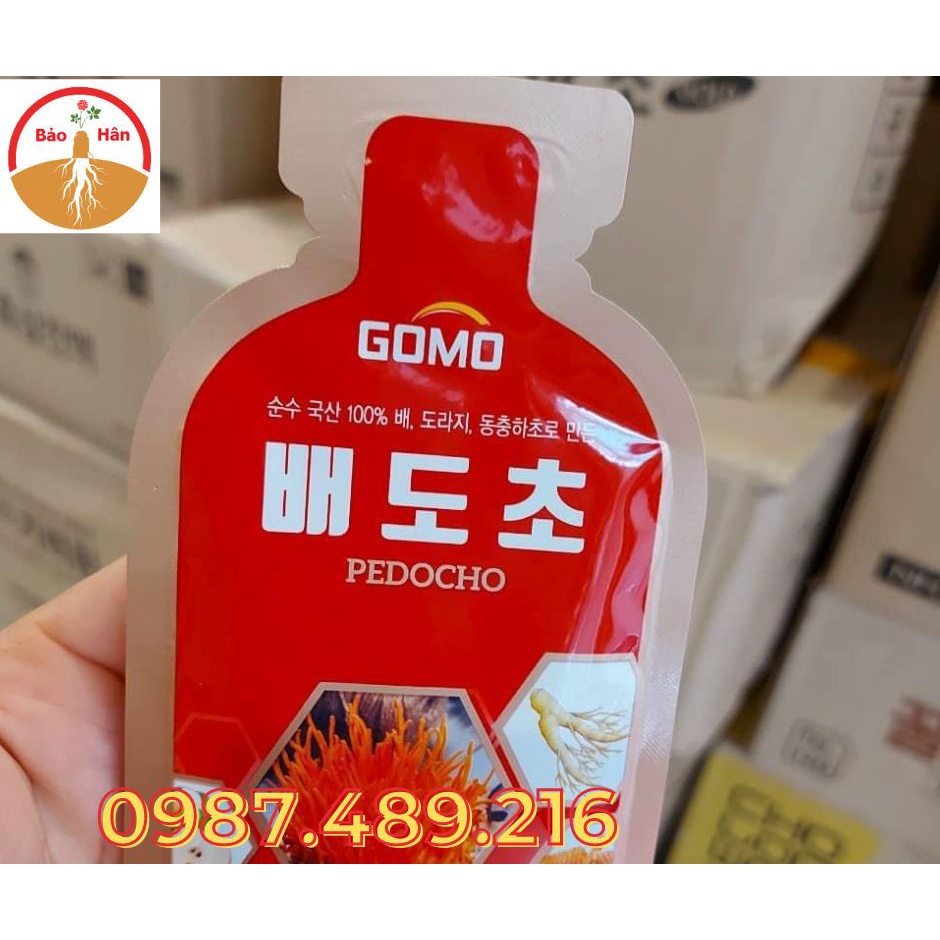 Bảo Hân
GOMO
순수 국산 100% 배, 도라지, 동충하초로 만든
배도초
PEDOCHO
0987.489.216